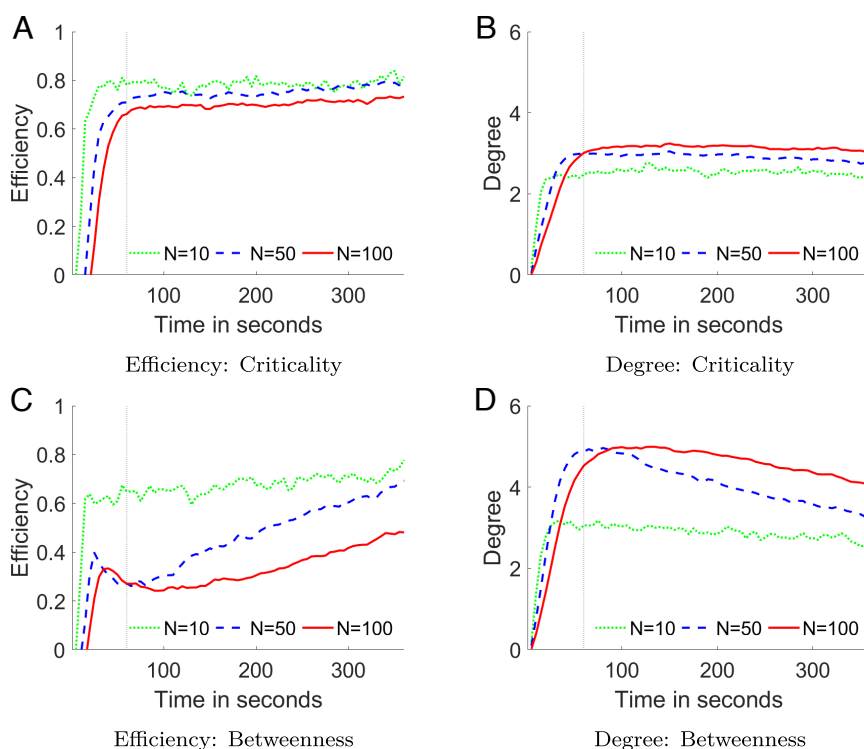 A
1
0.8
0.6
0.4
0.2
0
Efficiency
N=10 N=50 N=100
100 200 300
Time in seconds
Efficiency: Criticality
B
6
4
2
0
Degree
N=10 N=50 N=100
100 200 300
Time in seconds
Degree: Criticality
C
1
0.8
0.6
0.4
0.2
0
Efficiency
N=10 N=50 N=100
100 200 300
Time in seconds
Efficiency: Betweenness
D
6
4
2
0
Degree
N=10 N=50 N=100
100 200 300
Time in seconds
Degree: Betweenness